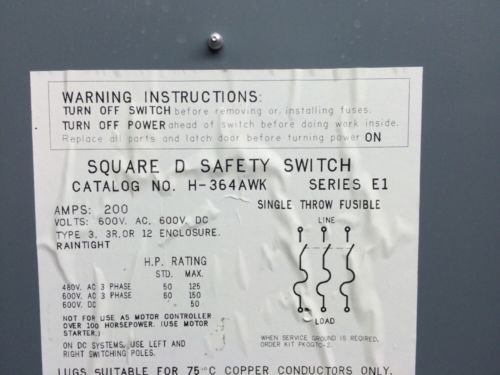 WARNING INSTRUCTIONS:
TURN OFF SWITCH before removing or installing fuses.
TURN OFF POWER ahead of switch before doing work inside.
Replace all parts and latch door before turning power ON
SQUARE D SAFETY SWITCH
CATALOG NO. H-364AWK SERIES E1
AMPS: 200
VOLTS: 600V. AC, 600V. DC
TYPE 3, 3R, OR 12 ENCLOSURE.
RAINTIGHT
SINGLE THROW FUSIBLE
LINE
LOAD
H.P. RATING
STD. MAX.
480V. AC 3 PHASE 50 125
600V. AC 3 PHASE 60 150
600V. DC - 50
NOT FOR USE AS MOTOR CONTROLLER
OVER 100 HORSEPOWER. (USE MOTOR
STARTER.)
ON DC SYSTEMS, USE LEFT AND
RIGHT SWITCHING POLES.
WHEN SERVICE GROUND IS REQIRED,
ORDER KIT PKOGTC-2.
LUGS SUITABLE FOR 75°C COPPER CONDUCTORS ONLY.